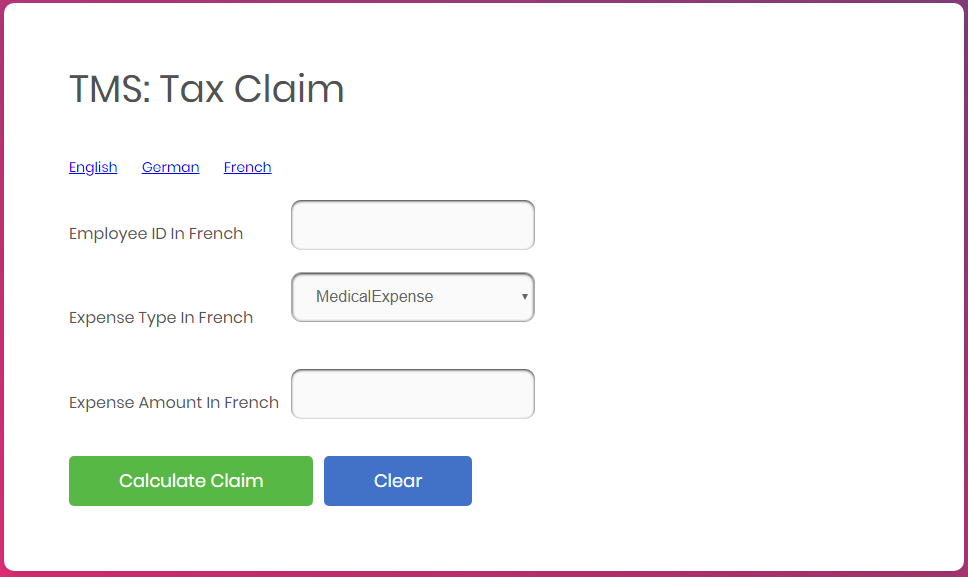 TMS: Tax Claim
English German French
Employee ID In French
MedicalExpense
Expense Type In French
Expense Amount In French
Calculate Claim Clear